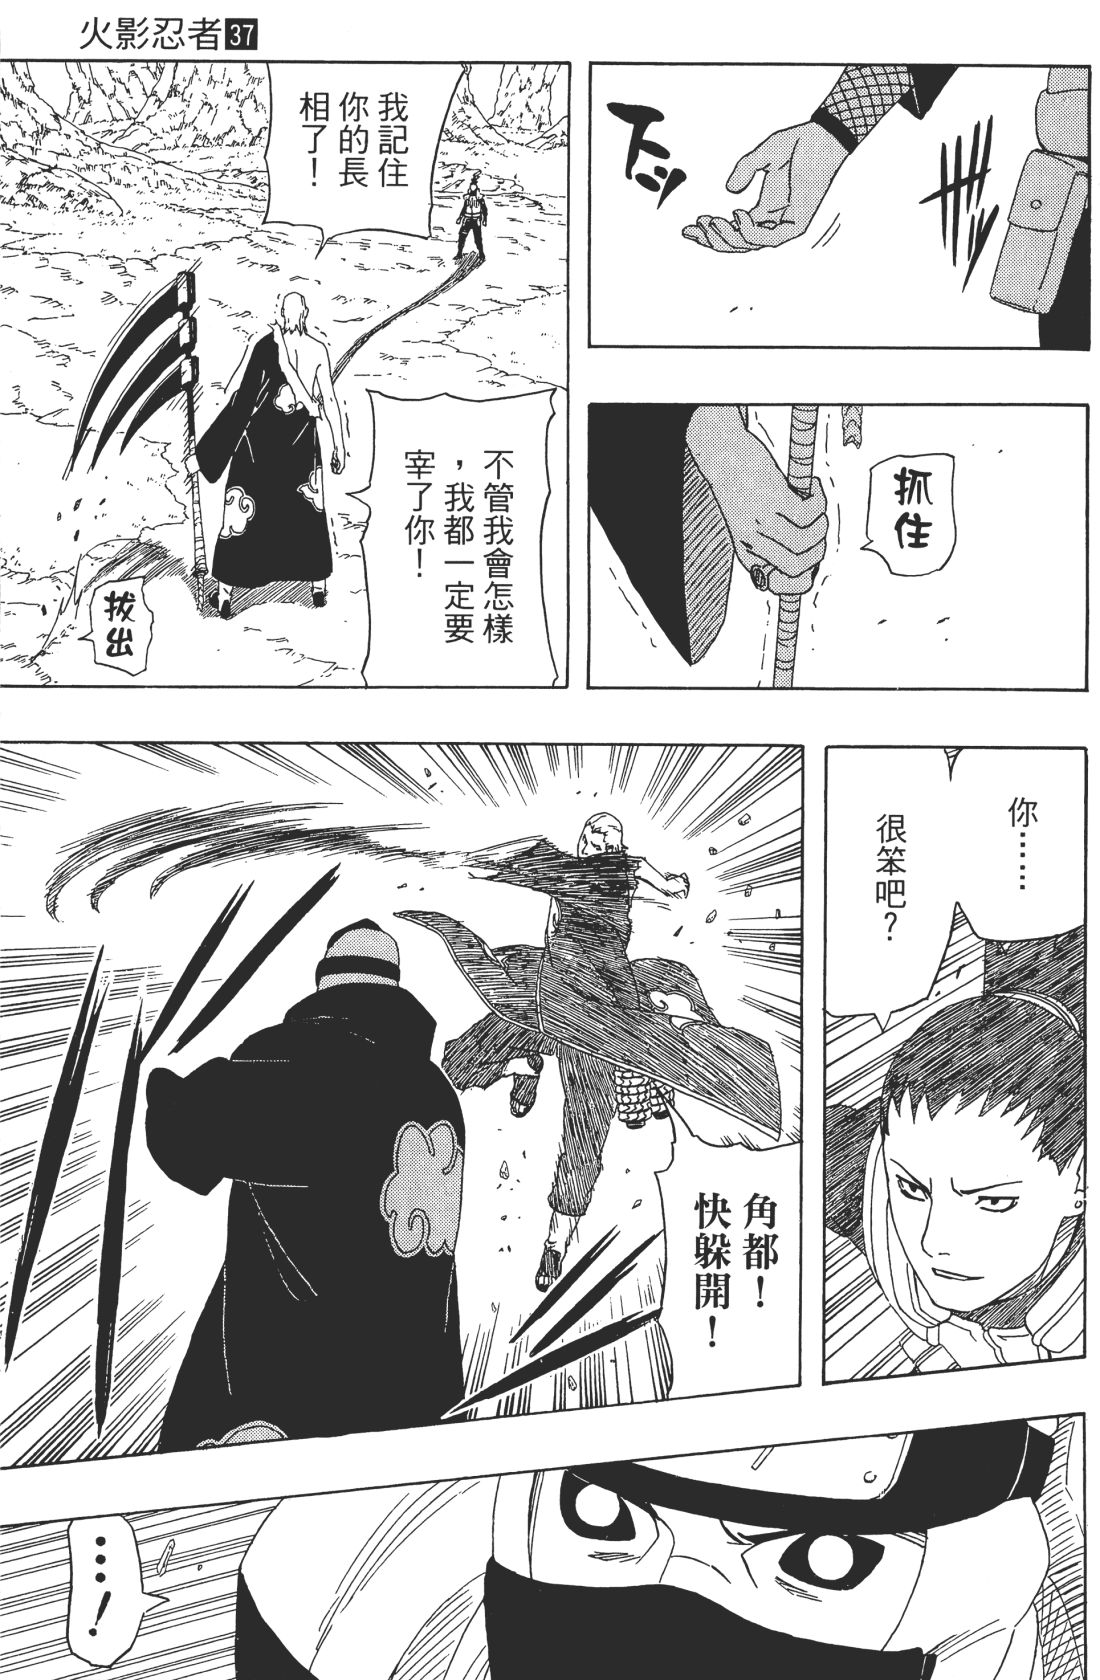 火影忍者37
下ッ
抓住
我記住
你的長
相了！
不管我會怎樣
，我都一定要
宰了你！
拔出
你……
很笨吧？
角都！
快躲開！
…！